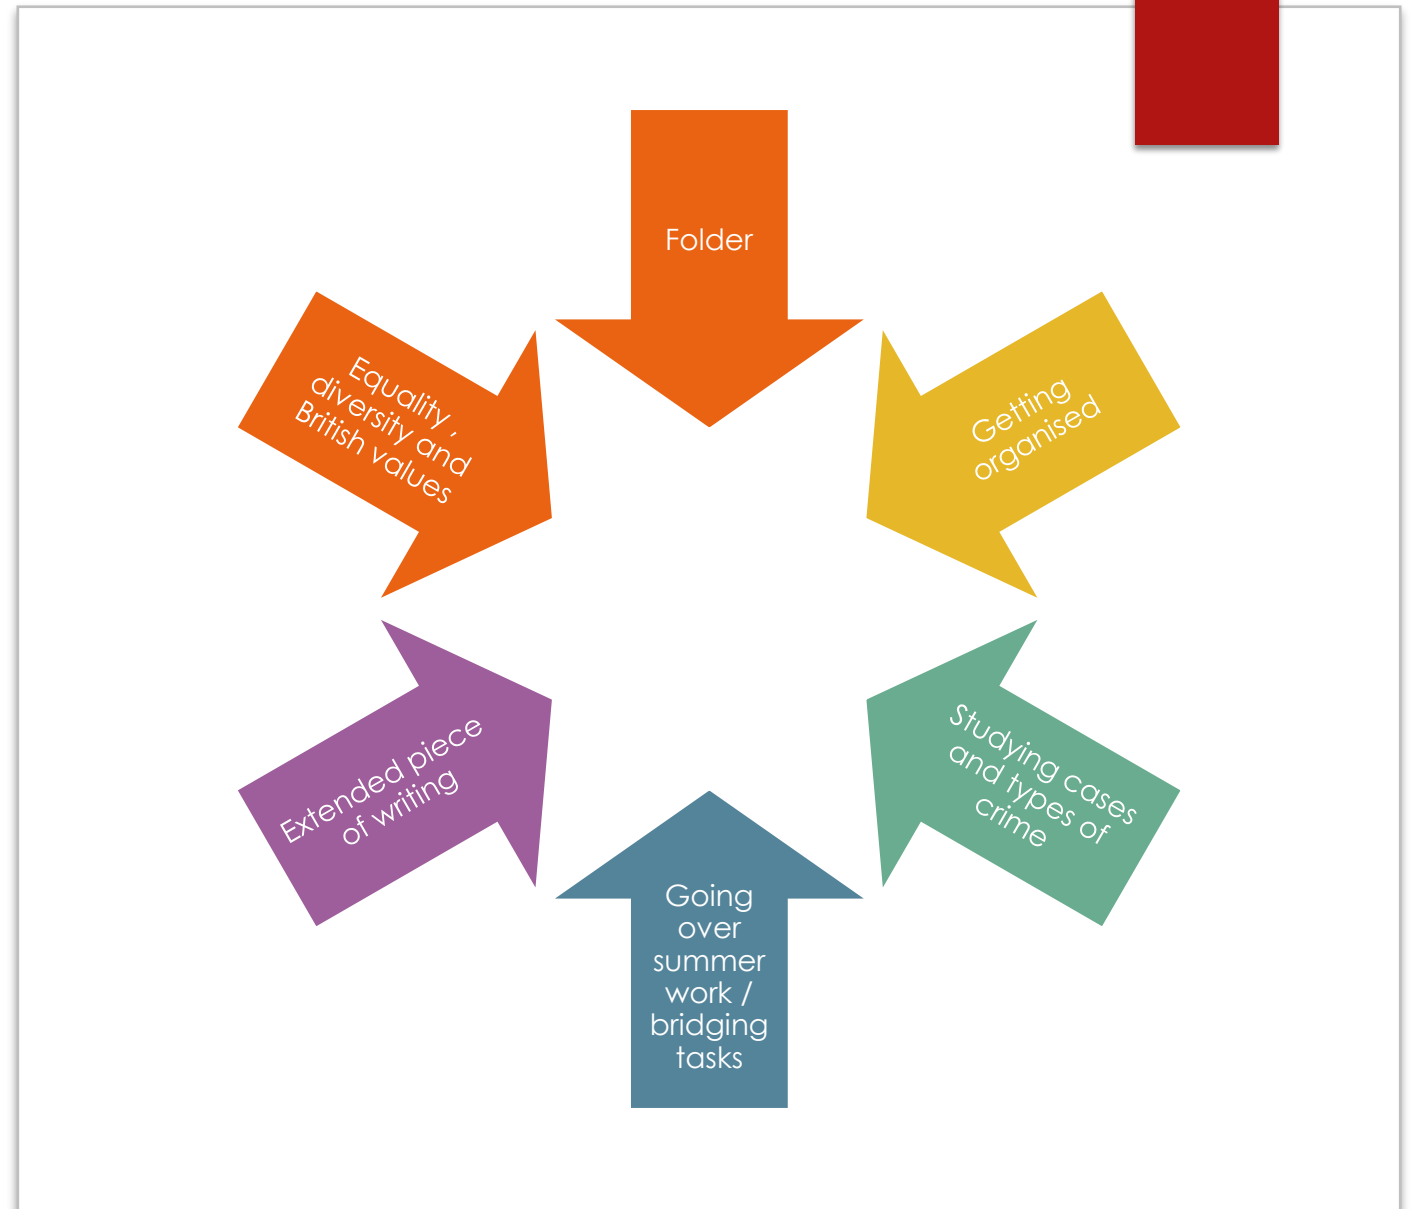 Folder
Getting
organised
Studying cases
and types of
crime
Going
over
summer
work /
bridging
tasks
Extended piece
of writing
Equality ,
diversity and
British values